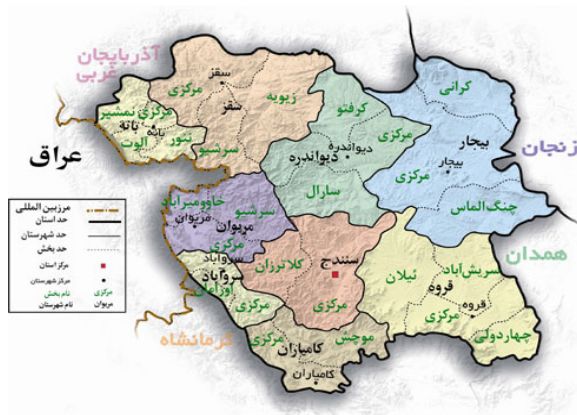 آذربایجان
غربی
زنجان
همدان
کرمانشاه
عراق
سقز
مرکزی
سقز
زیویه
سرشیو
مرکزی
نمشیر
بانه
بانه
ننور
آلوت
کرفتو
دیواندره
مرکزی
دیواندره
سارال
کرانی
بیجار
بیجار
مرکزی
چنگ الماس
خاوومیرآباد
مریوان
سرشیو
مریوان
مرکزی
سروآباد
سروآباد
اورامان
مرکزی
کلاترزان
سنندج
مرکزی
ئیلان
سریش‌آباد
قروه
قروه
مرکزی
چهاردولی
موچش
مرکزی
کامیاران
کامیاران
مرزبین المللی
حد استان
حد شهرستان
حد بخش
مرکز استان
مرکز شهرستان
مرکزی نام بخش
مریوان نام شهرستان